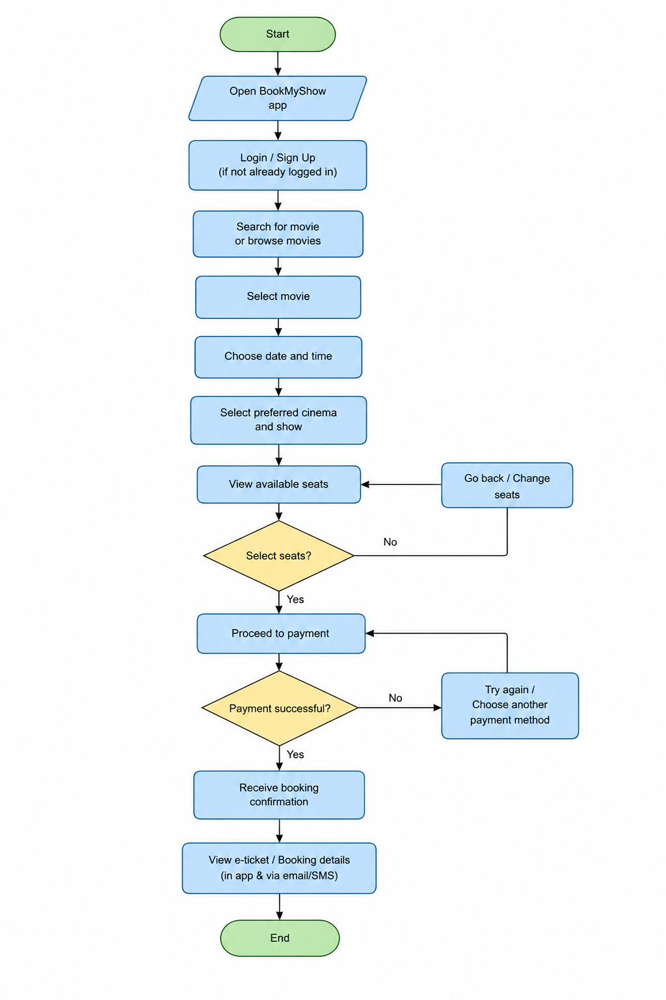 Start
Open BookMyShow
app
Login / Sign Up
(if not already logged in)
Search for movie
or browse movies
Select movie
Choose date and time
Select preferred cinema
and show
View available seats
Go back / Change
seats
Select seats?
No
Yes
Proceed to payment
Payment successful?
No
Try again /
Choose another
payment method
Yes
Receive booking
confirmation
View e-ticket / Booking details
(in app & via email/SMS)
End